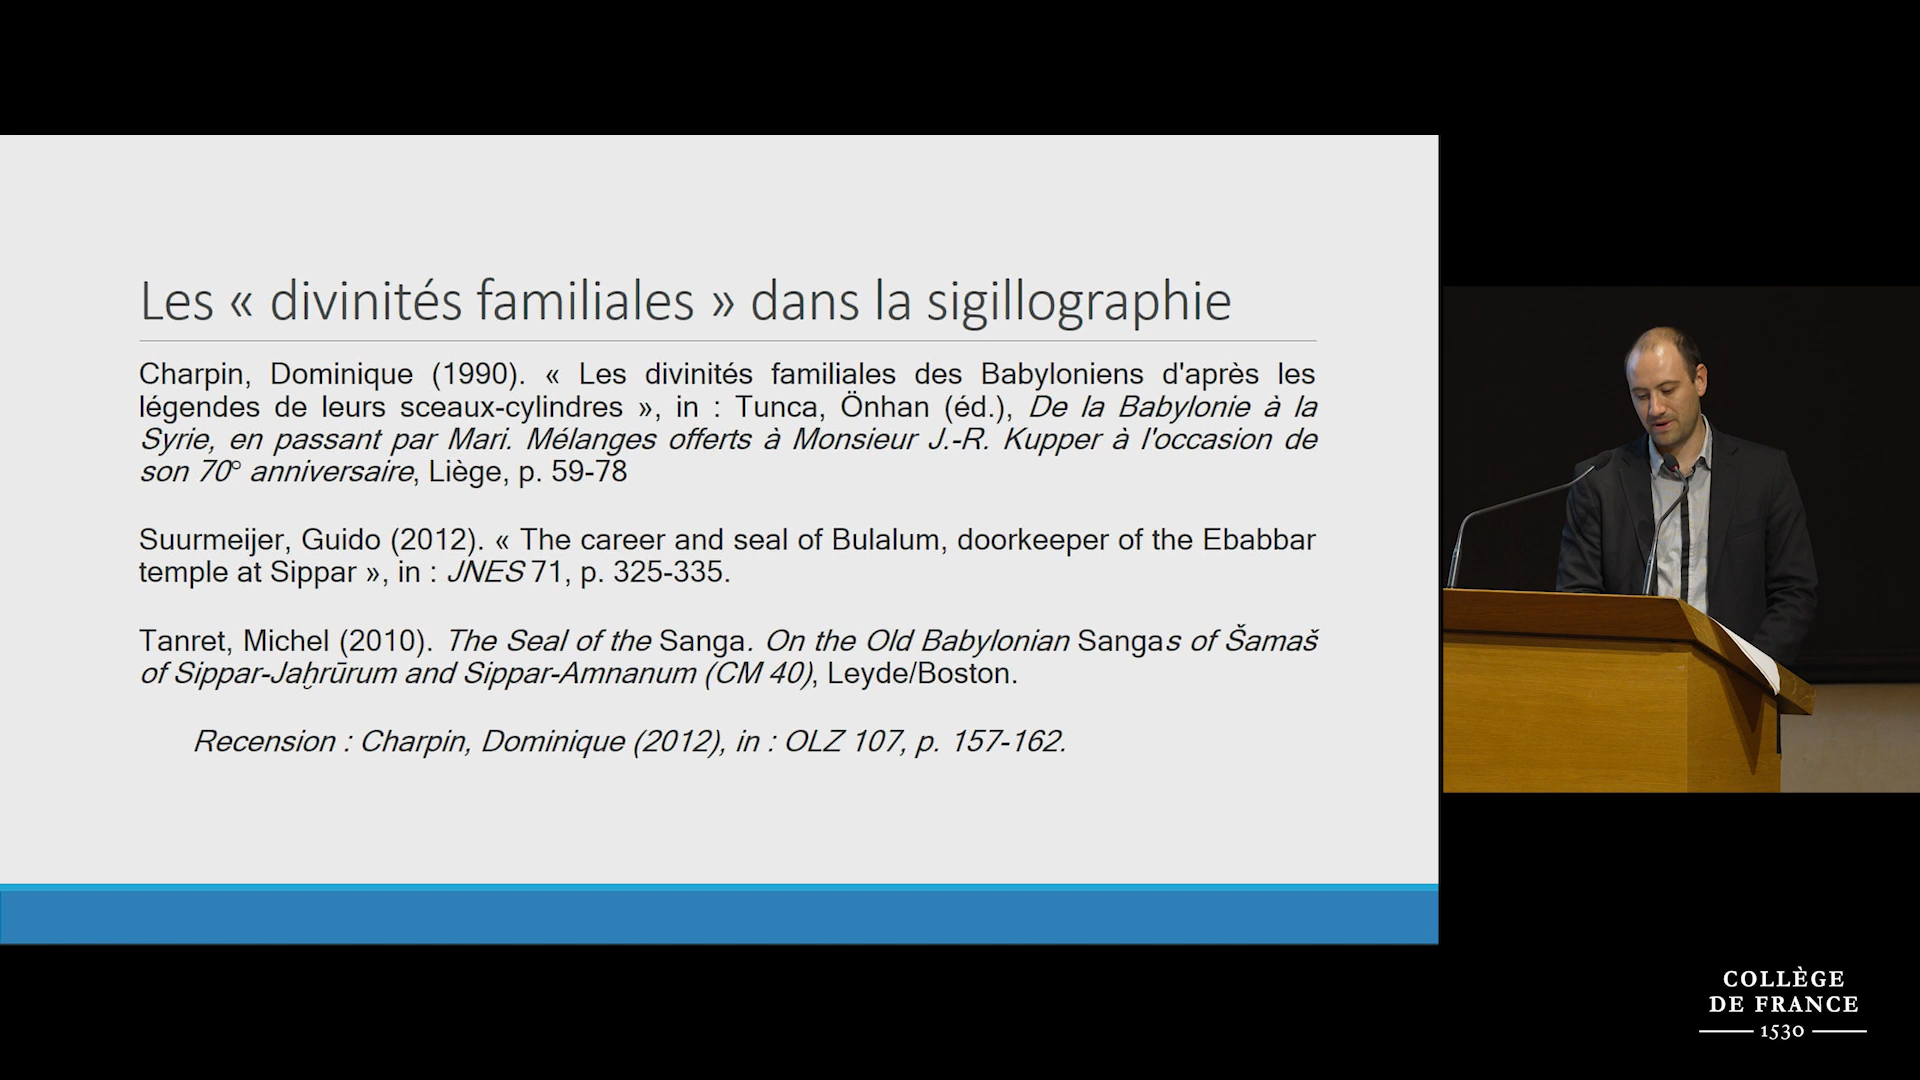 Les « divinités familiales » dans la sigillographie
Charpin, Dominique (1990). « Les divinités familiales des Babyloniens d'après les
légendes de leurs sceaux-cylindres », in : Tunca, Önhan (éd.), De la Babylonie à la
Syrie, en passant par Mari. Mélanges offerts à Monsieur J.-R. Kupper à l'occasion de
son 70° anniversaire, Liège, p. 59-78
Suurmeijer, Guido (2012). « The career and seal of Bulalum, doorkeeper of the Ebabbar
temple at Sippar », in : JNES 71, p. 325-335.
Tanret, Michel (2010). The Seal of the Sanga. On the Old Babylonian Sangas of Šamaš
of Sippar-Jaḫrūrum and Sippar-Amnanum (CM 40), Leyde/Boston.
Recension : Charpin, Dominique (2012), in : OLZ 107, p. 157-162.
COLLÈGE
DE FRANCE
1530